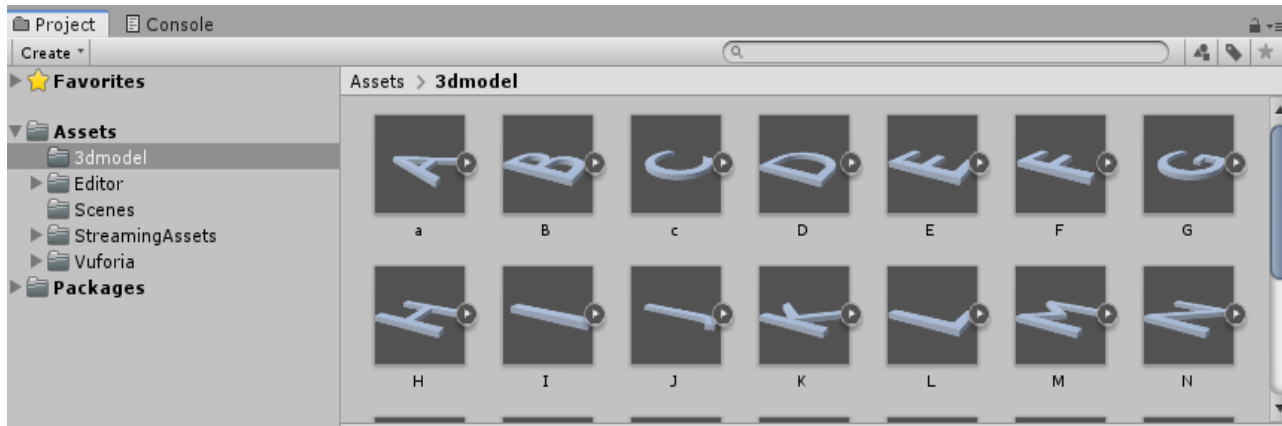 Project Console
Create
Favorites Assets > 3dmodel
Assets
3dmodel
Editor
Scenes
StreamingAssets
Vuforia
Packages
A B C D E F G
a B c D E F G
H I J K L M N
H I J K L M N